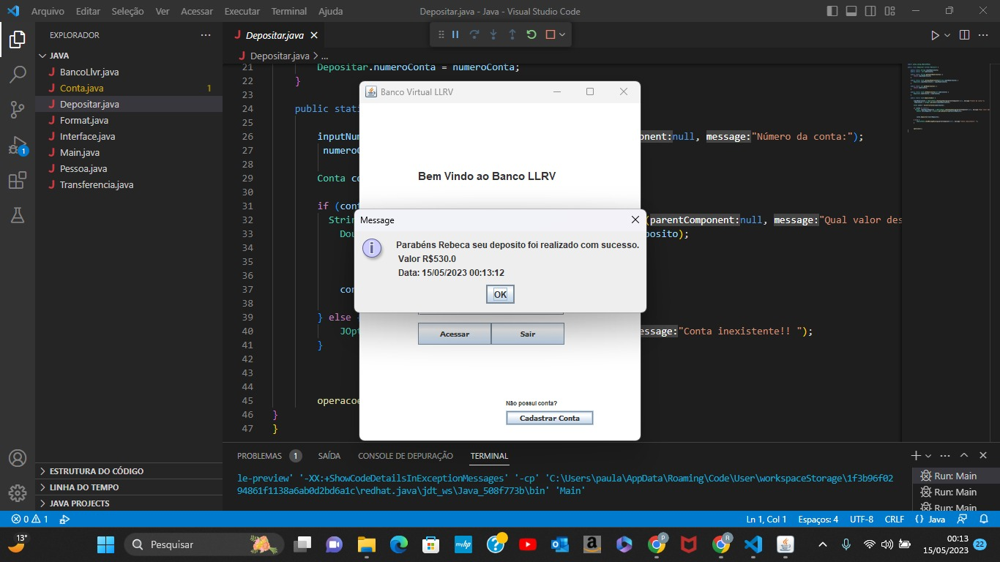 Arquivo Editar Seleção Ver Acessar Executar Terminal Ajuda
Depositar.java - Java - Visual Studio Code
EXPLORADOR
JAVA
BancoLlvr.java
Conta.java 1
Depositar.java
Format.java
Interface.java
Main.java
Pessoa.java
Transferencia.java
ESTRUTURA DO CÓDIGO
LINHA DO TEMPO
JAVA PROJECTS
Depositar.java
Depositar.java > ...
21 Depositar.numeroConta = numeroConta;
22 }
23
24 public stati
25
26 inputNum onent:null, message:"Número da conta:");
27 numeroC
28
29 Conta co
30
31 if (cont
32 Strin (parentComponent:null, message:"Qual valor des
33 Dou posito);
34
35
36
37 con
38
39 } else {
40 JOpt essage:"Conta inexistente!! ");
41 }
42
43
44
45 operacoe
46 }
47 }
Banco Virtual LLRV
Bem Vindo ao Banco LLRV
Message
Parabéns Rebeca seu deposito foi realizado com sucesso.
Valor R$530.0
Data: 15/05/2023 00:13:12
OK
Acessar Sair
Não possui conta?
Cadastrar Conta
PROBLEMAS 1 SAÍDA CONSOLE DE DEPURAÇÃO TERMINAL
le-preview' '-XX:+ShowCodeDetailsInExceptionMessages' '-cp' 'C:\Users\paula\AppData\Roaming\Code\User\workspaceStorage\1f3b96f02
94861f1138a6ab0d2bd6a1c\redhat.java\jdt_ws\Java_508f773b\bin' 'Main'
Run: Main
Run: Main
Run: Main
0 1
Ln 1, Col 1 Espaços: 4 UTF-8 CRLF {} Java
13°
Pesquisar
00:13
15/05/2023
22